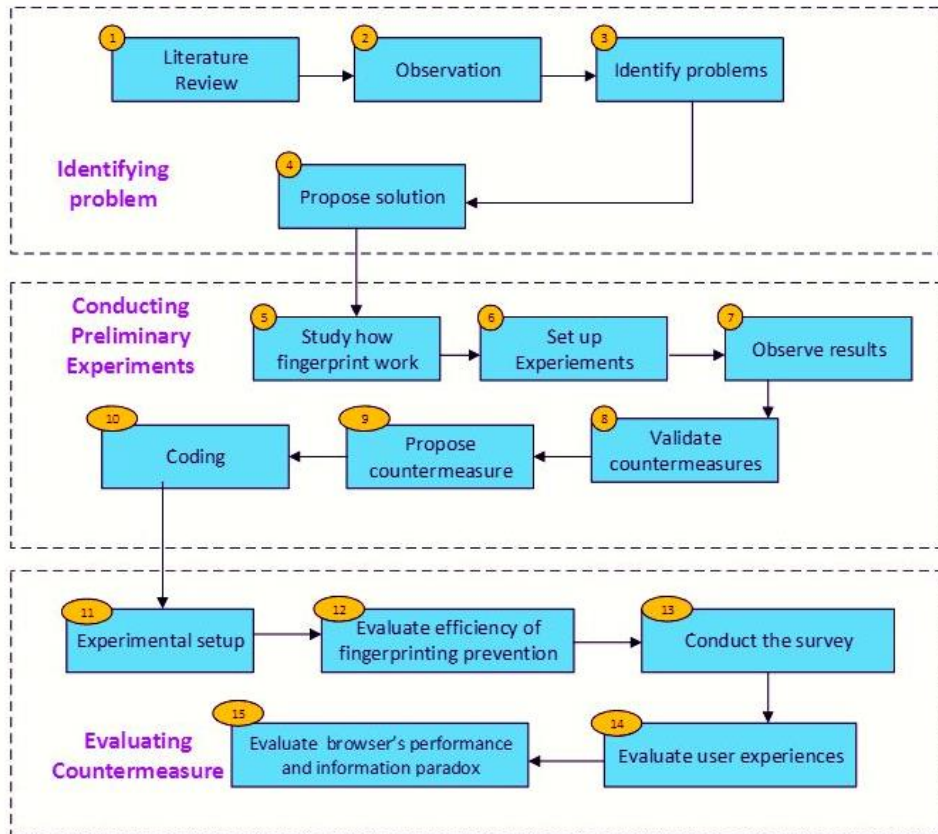 1
Literature
Review
2
Observation
3
Identify problems
Identifying
problem
4
Propose solution
Conducting
Preliminary
Experiments
5
Study how
fingerprint work
6
Set up
Experiements
7
Observe results
8
Validate
countermeasures
9
Propose
countermeasure
10
Coding
11
Experimental setup
12
Evaluate efficiency of
fingerprinting prevention
13
Conduct the survey
14
Evaluate user experiences
15
Evaluate browser's performance
and information paradox
Evaluating
Countermeasure